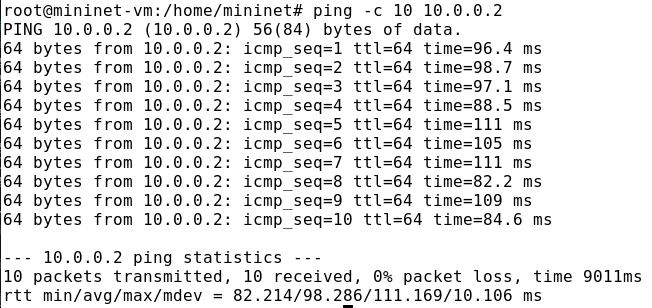 root@mininet-vm:/home/mininet# ping -c 10 10.0.0.2
PING 10.0.0.2 (10.0.0.2) 56(84) bytes of data.
64 bytes from 10.0.0.2: icmp_seq=1 ttl=64 time=96.4 ms
64 bytes from 10.0.0.2: icmp_seq=2 ttl=64 time=98.7 ms
64 bytes from 10.0.0.2: icmp_seq=3 ttl=64 time=97.1 ms
64 bytes from 10.0.0.2: icmp_seq=4 ttl=64 time=88.5 ms
64 bytes from 10.0.0.2: icmp_seq=5 ttl=64 time=111 ms
64 bytes from 10.0.0.2: icmp_seq=6 ttl=64 time=105 ms
64 bytes from 10.0.0.2: icmp_seq=7 ttl=64 time=111 ms
64 bytes from 10.0.0.2: icmp_seq=8 ttl=64 time=82.2 ms
64 bytes from 10.0.0.2: icmp_seq=9 ttl=64 time=109 ms
64 bytes from 10.0.0.2: icmp_seq=10 ttl=64 time=84.6 ms

--- 10.0.0.2 ping statistics ---
10 packets transmitted, 10 received, 0% packet loss, time 9011ms
rtt min/avg/max/mdev = 82.214/98.286/111.169/10.106 ms